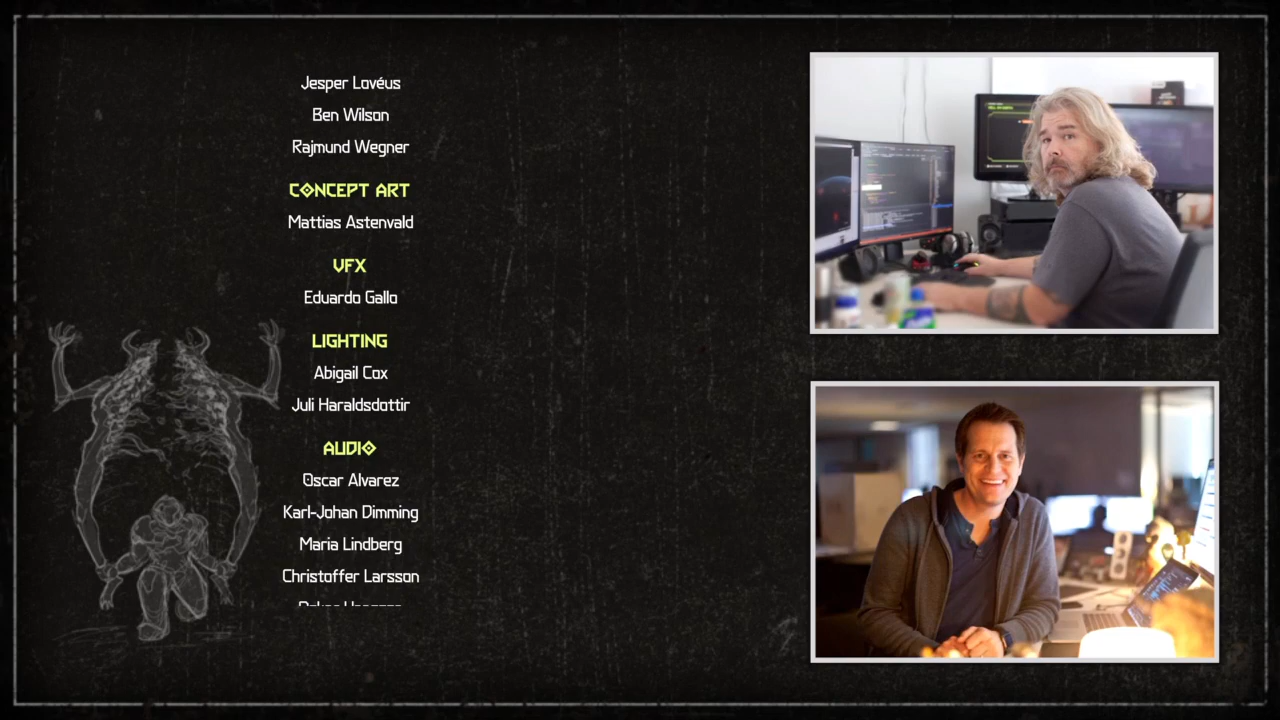 Jesper Lovéus
Ben Wilson
Rajmund Wegner
CONCEPT ART
Mattias Astenvald
VFX
Eduardo Gallo
LIGHTING
Abigail Cox
Juli Haraldsdottir
AUDIO
Oscar Alvarez
Karl-Johan Dimming
Maria Lindberg
Christoffer Larsson